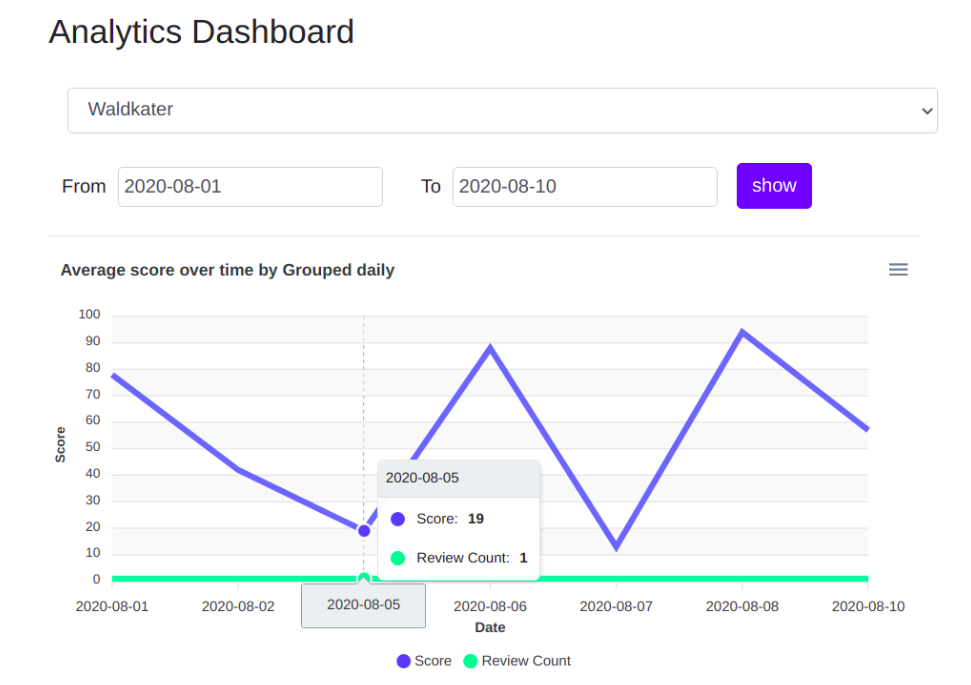 Analytics Dashboard
Waldkater
From 2020-08-01 To 2020-08-10 show
Average score over time by Grouped daily
100
90
80
70
60
50
40
30
20
10
0
Score
2020-08-05
Score: 19
Review Count: 1
2020-08-01 2020-08-02 2020-08-05 2020-08-06 2020-08-07 2020-08-08 2020-08-10
Date
Score Review Count